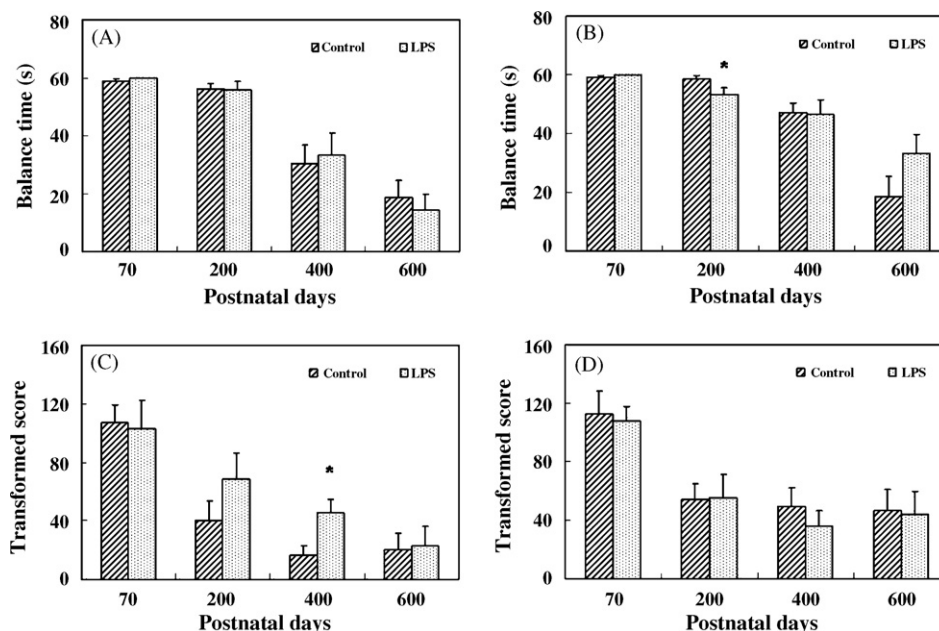 (A)
Control LPS
Balance time (s)
80
60
40
20
0
70 200 400 600
Postnatal days
(B)
Control LPS
*
Balance time (s)
80
60
40
20
0
70 200 400 600
Postnatal days
(C)
Control LPS
*
Transformed score
160
120
80
40
0
70 200 400 600
Postnatal days
(D)
Control LPS
Transformed score
160
120
80
40
0
70 200 400 600
Postnatal days